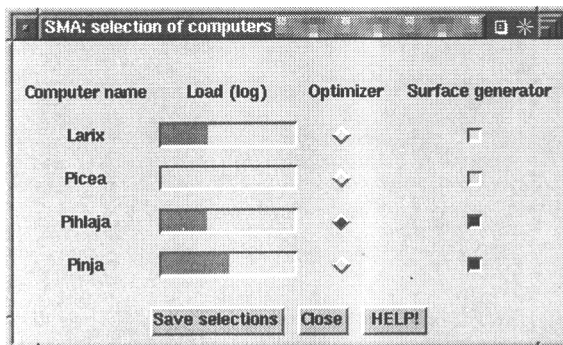 SMA: selection of computers
Computer name Load (log) Optimizer Surface generator
Larix
Picea
Pihlaja
Pinja
Save selections Close HELP!